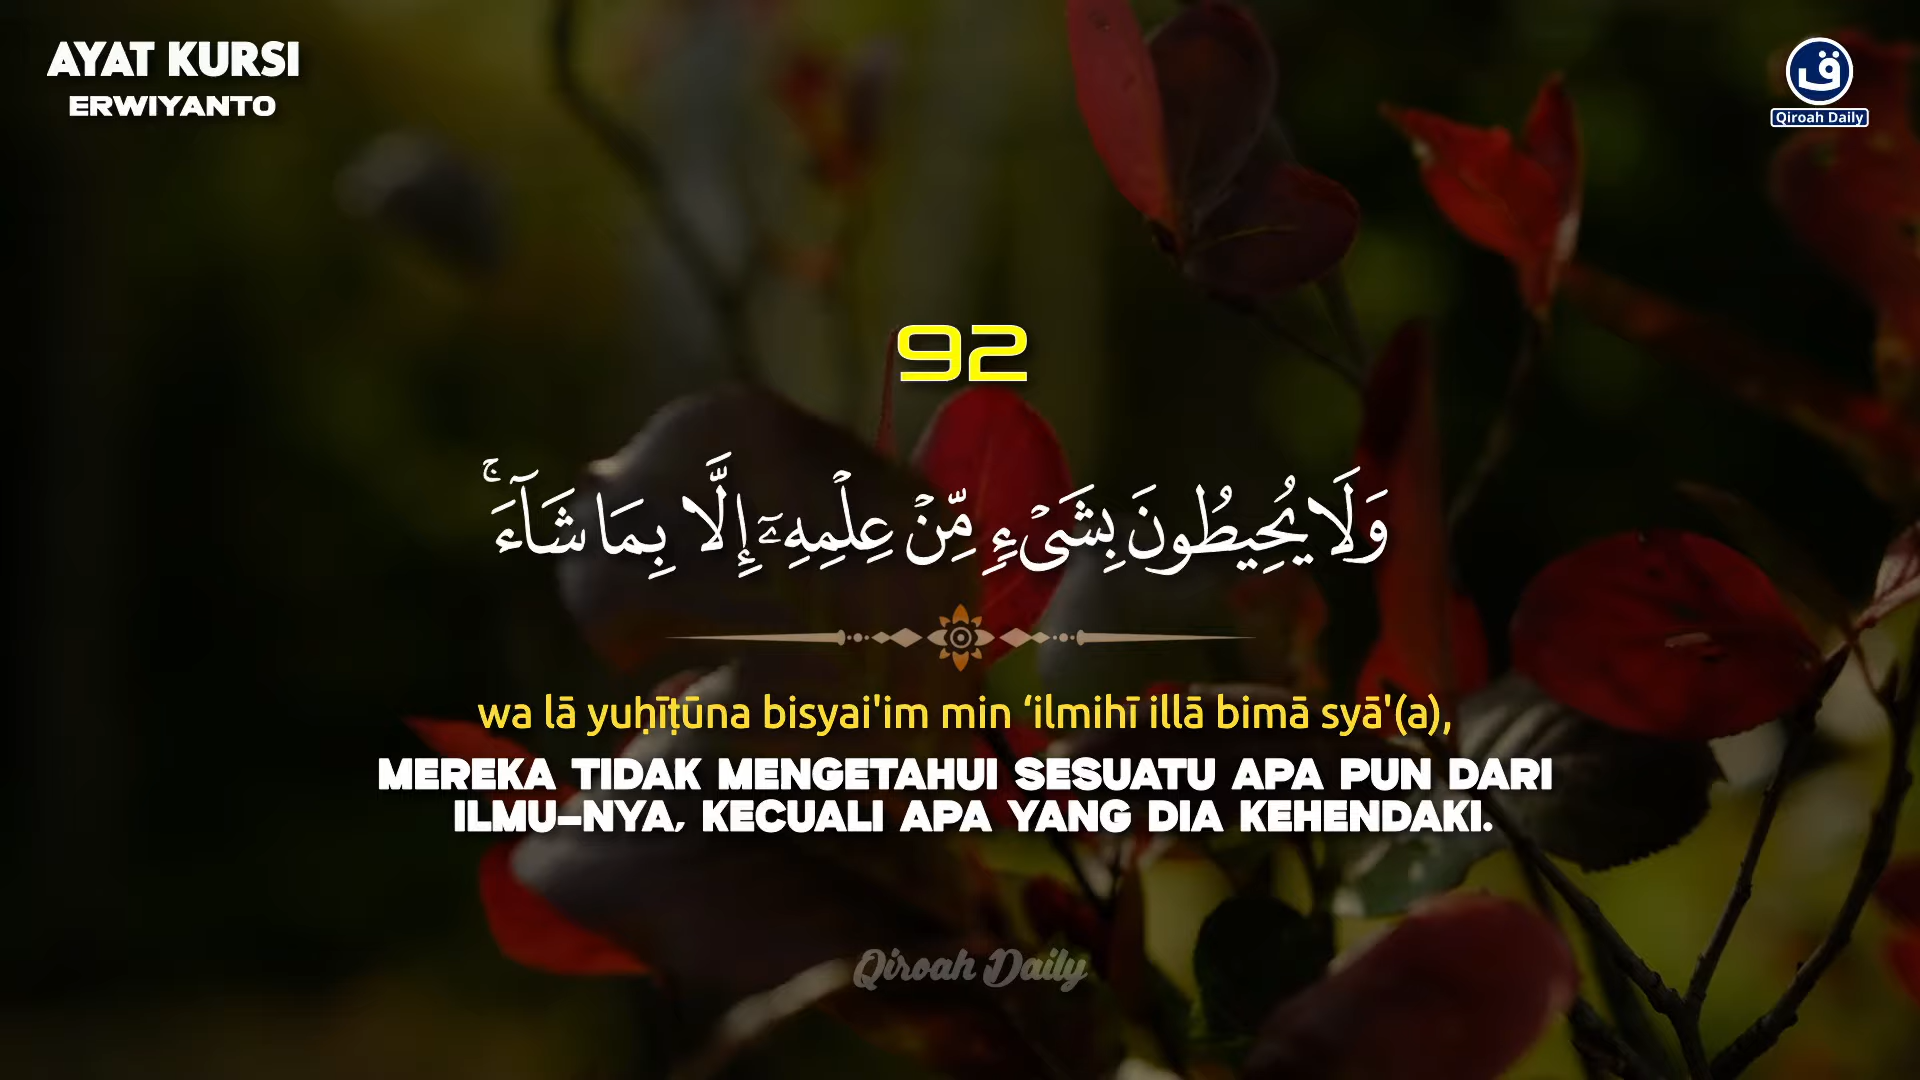 AYAT KURSI
ERWIYANTO
ق
Qiroah Daily
92
وَلَا يُحِيطُونَ بِشَىْءٍ مِّنْ عِلْمِهِۦٓ إِلَّا بِمَا شَآءَ ۚ
wa lā yuḥīṭūna bisyai'im min ‘ilmihī illā bimā syā'(a),
MEREKA TIDAK MENGETAHUI SESUATU APA PUN DARI
ILMU-NYA, KECUALI APA YANG DIA KEHENDAKI.
Qiroah Daily